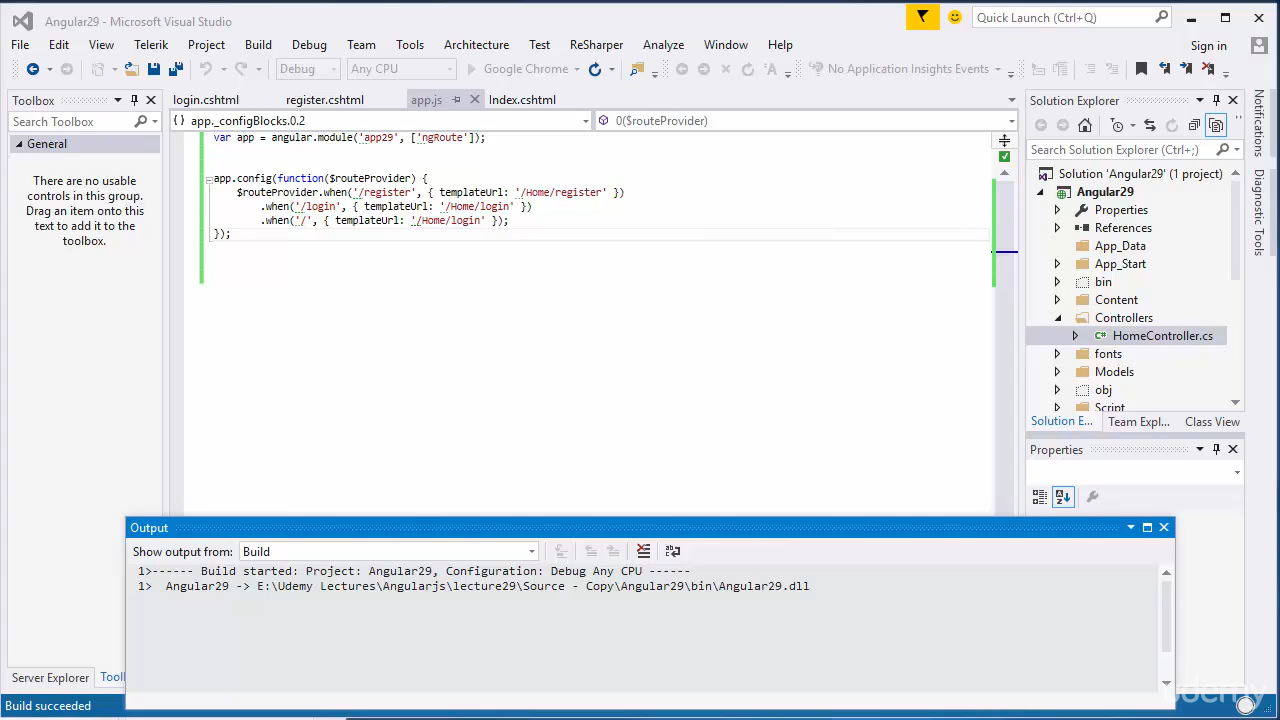 Angular29 - Microsoft Visual Studio
Quick Launch (Ctrl+Q)
File Edit View Telerik Project Build Debug Team Tools Architecture Test ReSharper Analyze Window Help
Sign in
Debug Any CPU Google Chrome No Application Insights Events
Toolbox
Search Toolbox
General
There are no usable
controls in this group.
Drag an item onto this
text to add it to the
toolbox.
Server Explorer Tooll
login.cshtml register.cshtml app.js Index.cshtml
{ } app._configBlocks.0.2 0($routeProvider)
var app = angular.module('app29', ['ngRoute']);
app.config(function($routeProvider) {
$routeProvider.when('/register', { templateUrl: '/Home/register' })
.when('/login', { templateUrl: '/Home/login' })
.when('/', { templateUrl: '/Home/login' });
});
Solution Explorer
Search Solution Explorer (Ctrl+;)
Solution 'Angular29' (1 project)
Angular29
Properties
References
App_Data
App_Start
bin
Content
Controllers
C# HomeController.cs
fonts
Models
obj
Script
Solution E... Team Expl... Class View
Properties
Notifications
Diagnostic Tools
Output
Show output from: Build
1>------ Build started: Project: Angular29, Configuration: Debug Any CPU ------
1> Angular29 -> E:\Udemy Lectures\Angularjs\lecture29\Source - Copy\Angular29\bin\Angular29.dll
Build succeeded
udemy